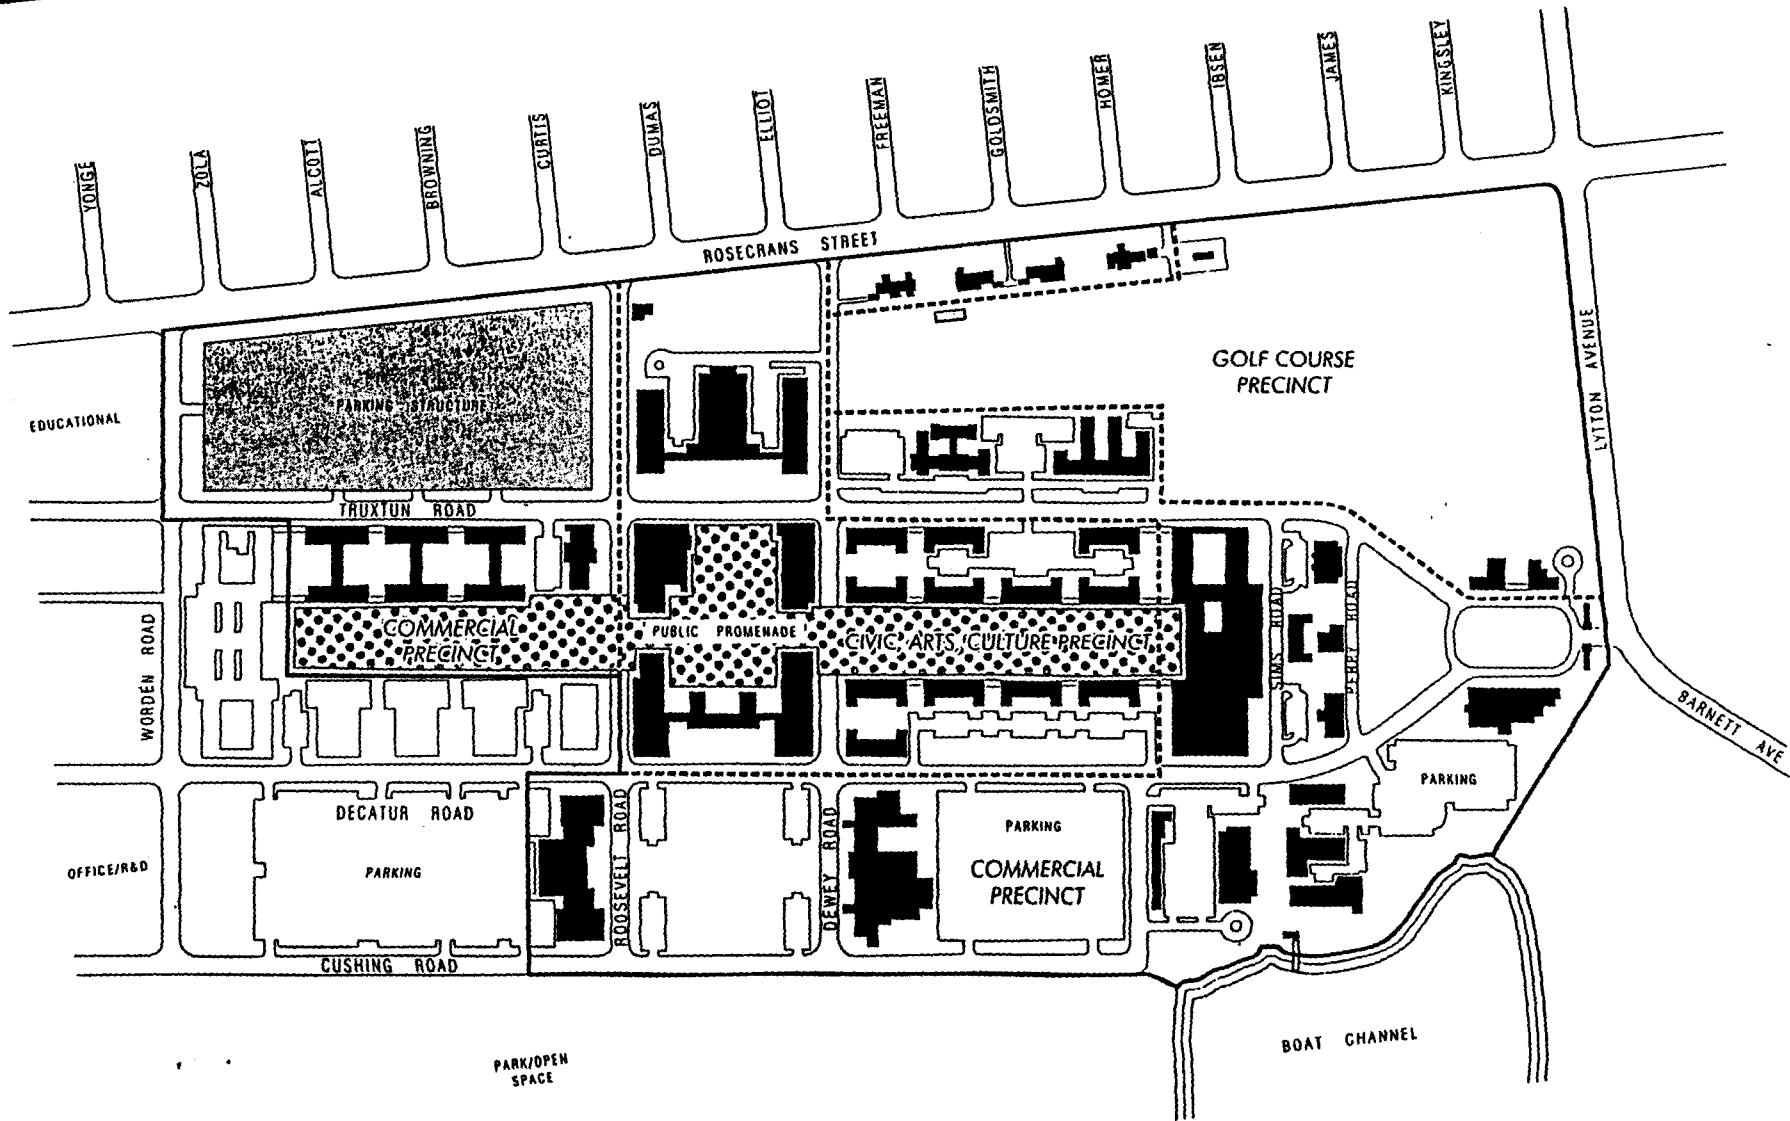 YONGE
ZOLA
ALCOTT
BROWNING
CURTIS
DUMAS
ELLIOT
FREEMAN
GOLDSMITH
HOMER
IBSEN
JAMES
KINGSLEY
ROSECRANS STREET
LYTTON AVENUE
GOLF COURSE
PRECINCT
PARKING STRUCTURE
EDUCATIONAL
TRUXTUN ROAD
WORDEN ROAD
COMMERCIAL
PRECINCT
PUBLIC PROMENADE
CIVIC, ARTS, CULTURE PRECINCT
SIMS ROAD
PERRY ROAD
BARNETT AVE
PARKING
DECATUR ROAD
OFFICE/R&D
PARKING
ROOSEVELT ROAD
DEWEY ROAD
PARKING
COMMERCIAL
PRECINCT
CUSHING ROAD
PARK/OPEN
SPACE
BOAT CHANNEL